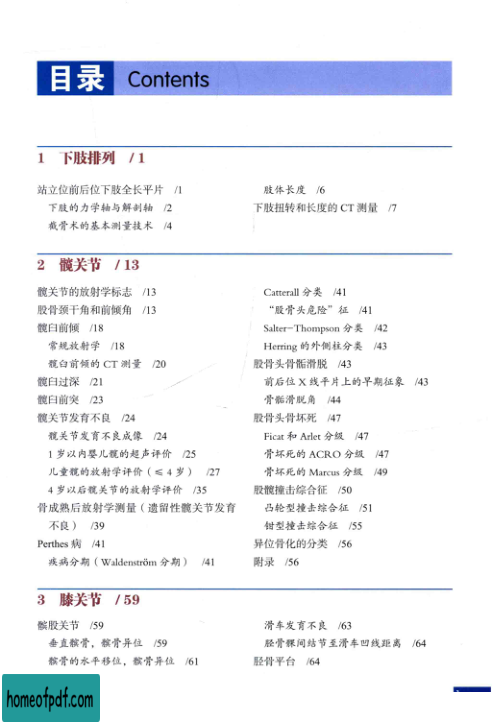 目录 Contents
1 下肢排列 /1
站立位前后位下肢全长平片 /1
下肢的力学轴与解剖轴 /2
截骨术的基本测量技术 /4
肢体长度 /6
下肢扭转和长度的 CT 测量 /7
2 髋关节 /13
髋关节的放射学标志 /13
股骨颈干角和前倾角 /13
髋臼前倾 /18
常规放射学 /18
髋臼前倾的 CT 测量 /20
髋臼过深 /21
髋臼前突 /23
髋关节发育不良 /24
髋关节发育不良成像 /24
1 岁以内婴儿髋的超声评价 /25
儿童髋的放射学评价（≤ 4 岁） /27
4 岁以后髋关节的放射学评价 /35
骨成熟后放射学测量（遗留性髋关节发育
不良） /39
Perthes 病 /41
疾病分期（Waldenström 分期） /41
Catterall 分类 /41
“股骨头危险”征 /41
Salter-Thompson 分类 /42
Herring 的外侧柱分类 /43
股骨头骨骺滑脱 /43
前后位 X 线平片上的早期征象 /43
骨骺滑脱角 /44
股骨头骨坏死 /47
Ficat 和 Arlet 分级 /47
骨坏死的 ACRO 分级 /47
骨坏死的 Marcus 分级 /49
股髋撞击综合征 /50
凸轮型撞击综合征 /51
钳型撞击综合征 /55
异位骨化的分类 /56
附录 /56
3 膝关节 /59
髌股关节 /59
垂直髌骨，髌骨异位 /59
髌骨的水平移位，髌骨异位 /61
滑车发育不良 /63
胫骨髁间结节至滑车凹线距离 /64
胫骨平台 /64
homeofpdf.com